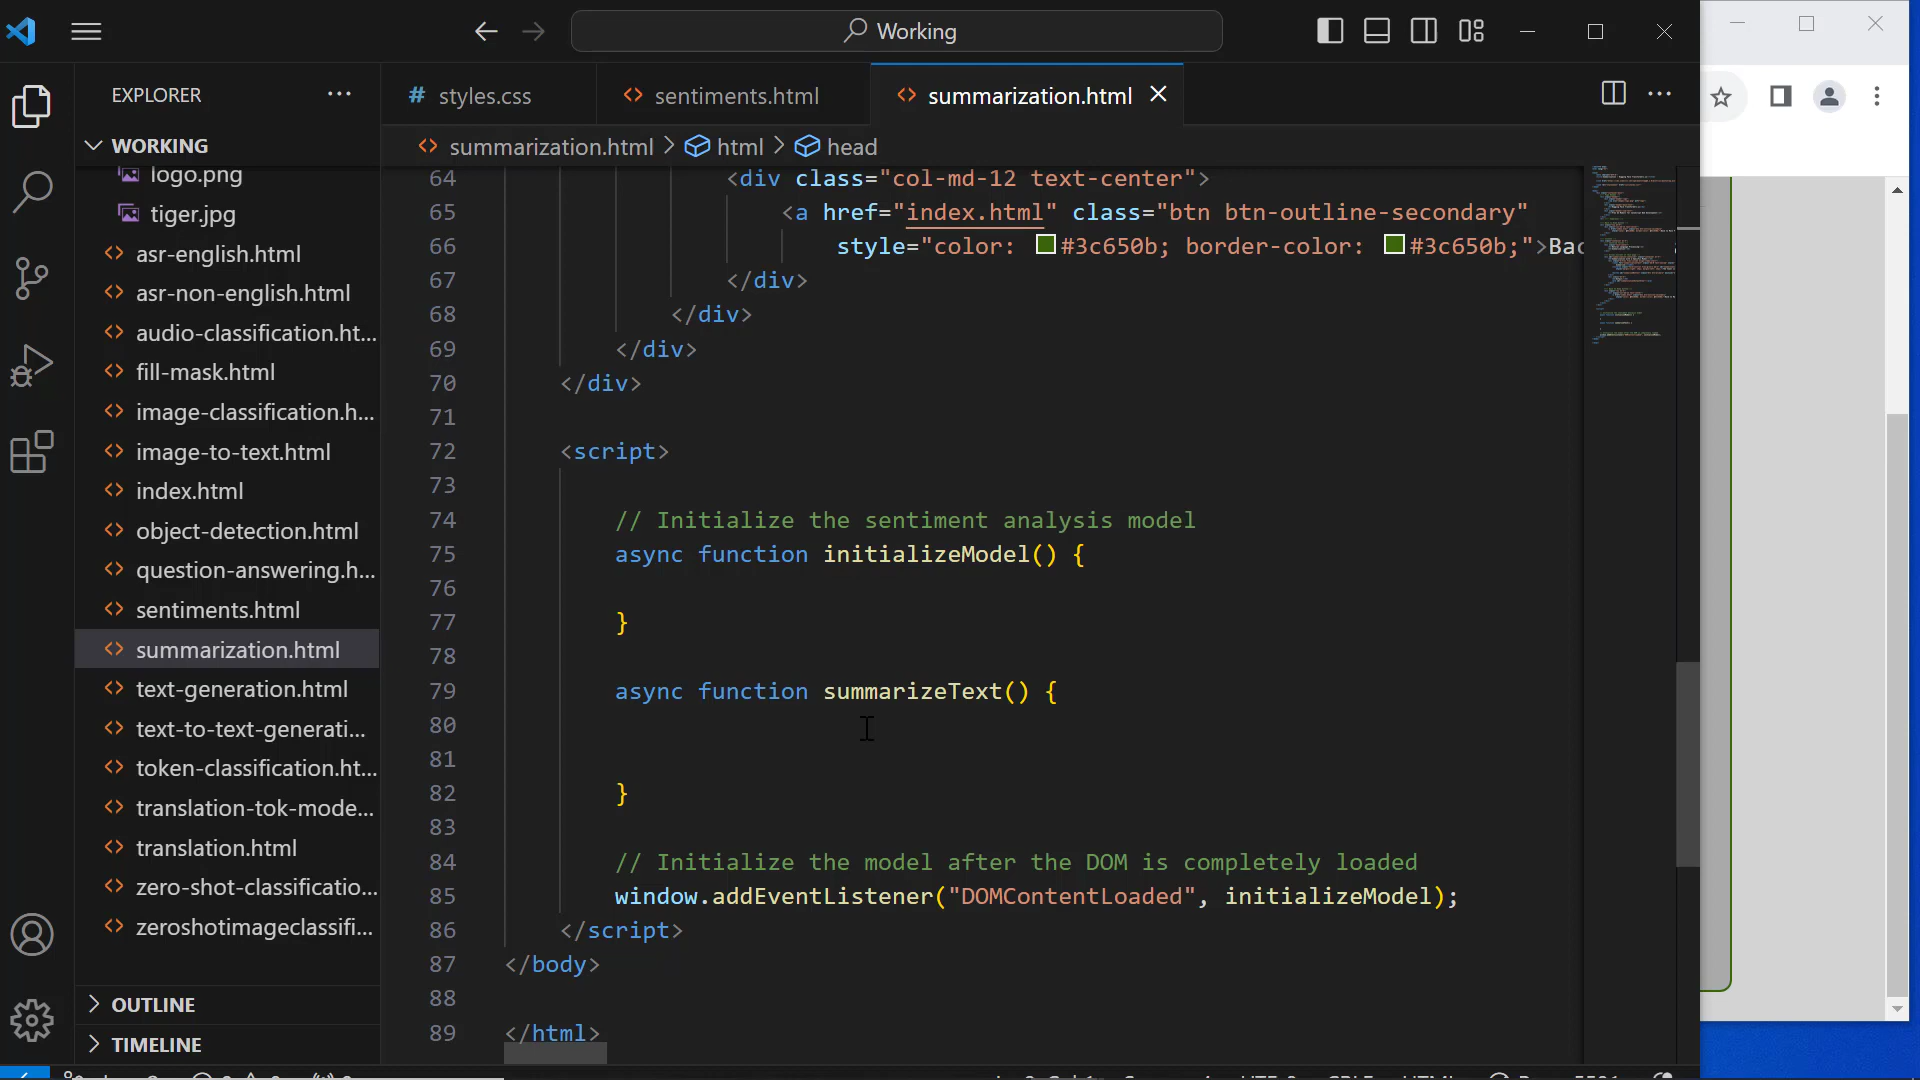 Working
EXPLORER
WORKING
logo.png
tiger.jpg
asr-english.html
asr-non-english.html
audio-classification.ht...
fill-mask.html
image-classification.h...
image-to-text.html
index.html
object-detection.html
question-answering.h...
sentiments.html
summarization.html
text-generation.html
text-to-text-generati...
token-classification.ht...
translation-tok-mode...
translation.html
zero-shot-classificatio...
zeroshotimageclassifi...
OUTLINE
TIMELINE
# styles.css
<> sentiments.html
<> summarization.html
<> summarization.html > html > head
64 <div class="col-md-12 text-center">
65 <a href="index.html" class="btn btn-outline-secondary"
66 style="color: #3c650b; border-color: #3c650b;">Bac
67 </div>
68 </div>
69 </div>
70 </div>
71
72 <script>
73
74 // Initialize the sentiment analysis model
75 async function initializeModel() {
76
77 }
78
79 async function summarizeText() {
80
81
82 }
83
84 // Initialize the model after the DOM is completely loaded
85 window.addEventListener("DOMContentLoaded", initializeModel);
86 </script>
87 </body>
88
89 </html>